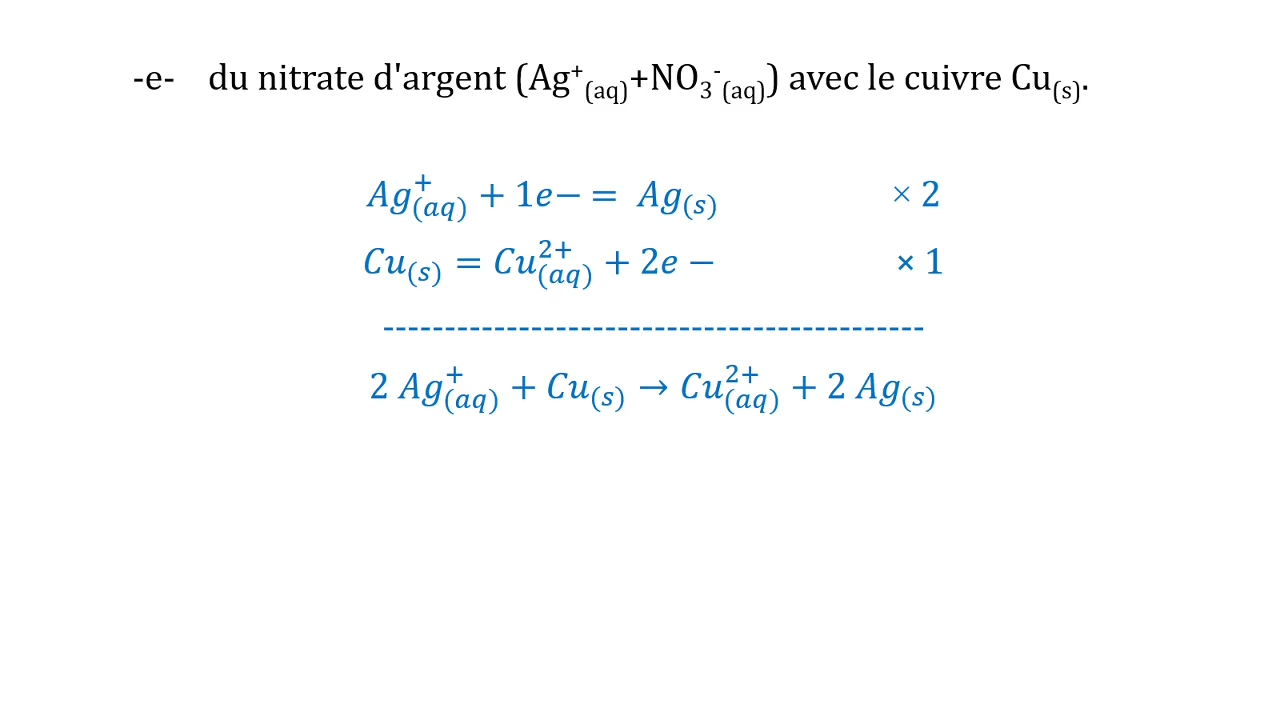 -e- du nitrate d'argent (Ag⁺₍aq₎+NO₃⁻₍aq₎) avec le cuivre Cu₍s₎.
Ag⁺₍aq₎ + 1e− = Ag₍s₎ × 2
Cu₍s₎ = Cu²⁺₍aq₎ + 2e − × 1
--------------------------------------------
2 Ag⁺₍aq₎ + Cu₍s₎ → Cu²⁺₍aq₎ + 2 Ag₍s₎